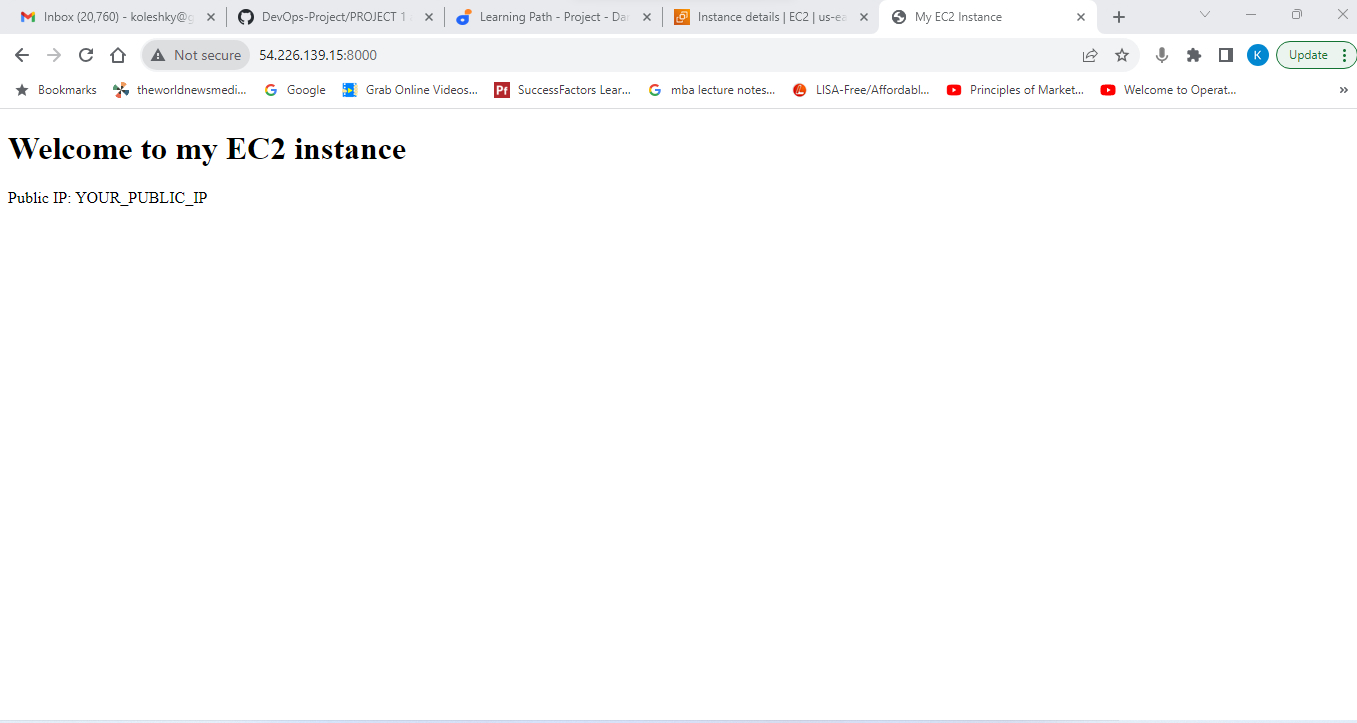 Inbox (20,760) - koleshky@g
DevOps-Project/PROJECT 1
Learning Path - Project - Dar
Instance details | EC2 | us-ea
My EC2 Instance
Not secure
54.226.139.15:8000
K
Update
Bookmarks
theworldnewsmedi...
Google
Grab Online Videos...
Pf
SuccessFactors Lear...
mba lecture notes...
LISA-Free/Affordabl...
Principles of Market...
Welcome to Operat...
Welcome to my EC2 instance
Public IP: YOUR_PUBLIC_IP